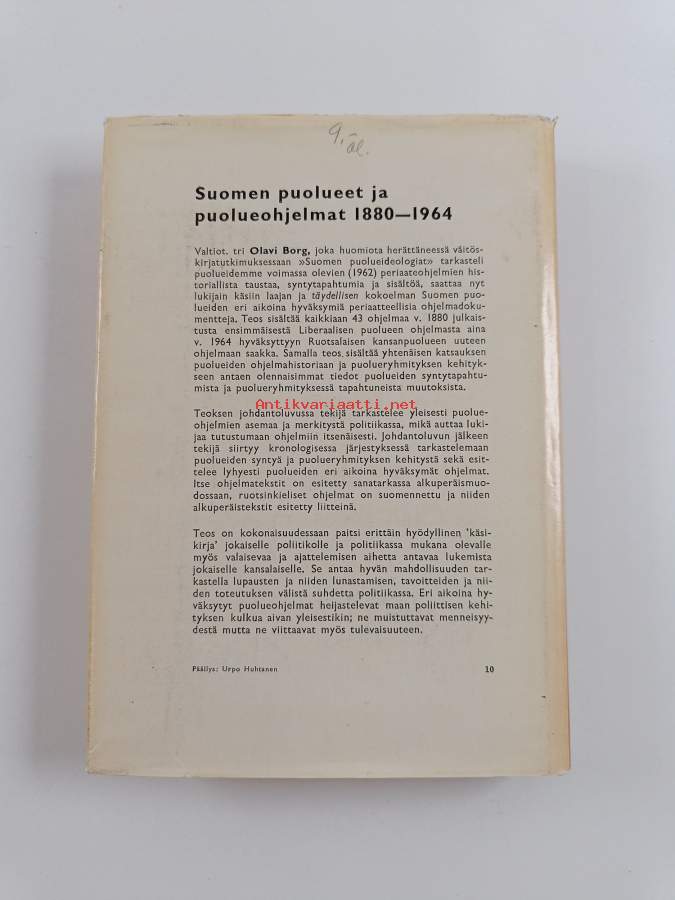 9.-
äl.
Suomen puolueet ja
puolueohjelmat 1880—1964
Valtiot. tri Olavi Borg, joka huomiota herättäneessä väitös-
kirjatutkimuksessaan »Suomen puolueideologiat» tarkasteli
puolueidemme voimassa olevien (1962) periaateohjelmien his-
toriallista taustaa, syntytapahtumia ja sisältöä, saattaa nyt
lukijain käsiin laajan ja täydellisen kokoelman Suomen puo-
lueiden eri aikoina hyväksymiä periaatteellisia ohjelmadoku-
mentteja. Teos sisältää kaikkiaan 43 ohjelmaa v. 1880 julkais-
tusta ensimmäisestä Liberaalisen puolueen ohjelmasta aina
v. 1964 hyväksyttyyn Ruotsalaisen kansanpuolueen uuteen
ohjelmaan saakka. Samalla teos sisältää yhtenäisen katsauksen
puolueiden ohjelmahistoriaan ja puolueryhmityksen kehityk-
seen antaen olennaisimmat tiedot puolueiden syntytapahtu-
mista ja puolueryhmityksessä tapahtuneista muutoksista.
Antikvariaatti.net
Teoksen johdantoluvussa tekijä tarkastelee yleisesti puolue-
ohjelmien asemaa ja merkitystä politiikassa, mikä auttaa luki-
jaa tutustumaan ohjelmiin itsenäisesti. Johdantoluvun jälkeen
tekijä siirtyy kronologisessa järjestyksessä tarkastelemaan
puolueiden syntyä ja puolueryhmityksen kehitystä sekä esit-
telee lyhyesti puolueiden eri aikoina hyväksymät ohjelmat.
Itse ohjelmatekstit on esitetty sanatarkasti alkuperäismuo-
dossaan, ruotsinkieliset ohjelmat on suomennettu ja niiden
alkuperäistekstit esitetty liitteinä.
Teos on kokonaisuudessaan paitsi erittäin hyödyllinen 'käsi-
kirja' jokaiselle poliitikolle ja politiikassa mukana olevalle
myös valaisevaa ja ajattelemisen aihetta antavaa lukemista
jokaiselle kansalaiselle. Se antaa hyvän mahdollisuuden tar-
kastella lupausten ja niiden lunastamisen, tavoitteiden ja nii-
den toteutuksen välistä suhdetta politiikassa. Eri aikoina hy-
väksytyt puolueohjelmat heijastelevat maan poliittisen kehi-
tyksen kulkua aivan yleisestikin; ne muistuttavat menneisyy-
destä mutta ne viittaavat myös tulevaisuuteen.
Päällys: Urpo Huhtanen 10